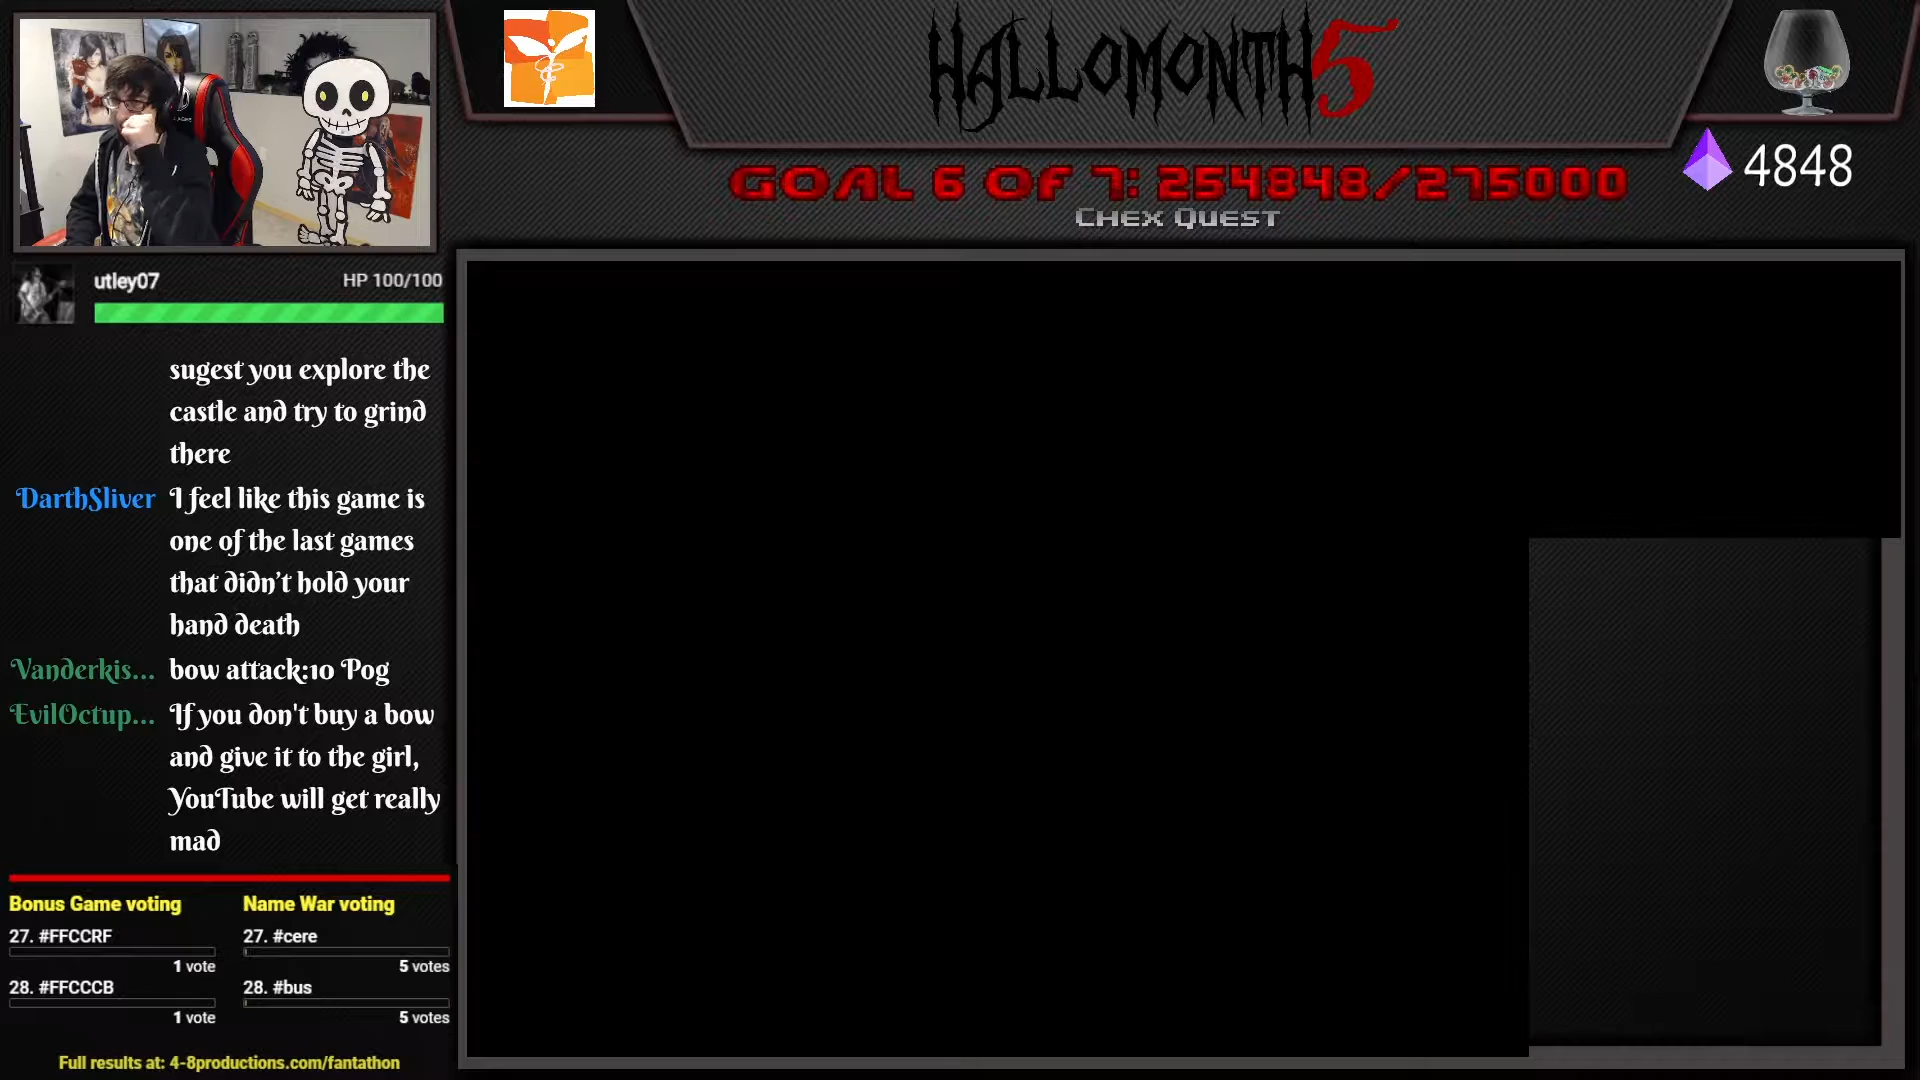 HALLOMONTH5
4848
GOAL 6 OF 7: 254848/275000
CHEX QUEST
utley07 HP 100/100
sugest you explore the
castle and try to grind
there
DarthSliver I feel like this game is
one of the last games
that didn't hold your
hand death
Vanderkis... bow attack:10 Pog
EvilOctup... If you don't buy a bow
and give it to the girl,
YouTube will get really
mad
Bonus Game voting
27. #FFCCRF
1 vote
28. #FFCCCB
1 vote
Name War voting
27. #cere
5 votes
28. #bus
5 votes
Full results at: 4-8productions.com/fantathon